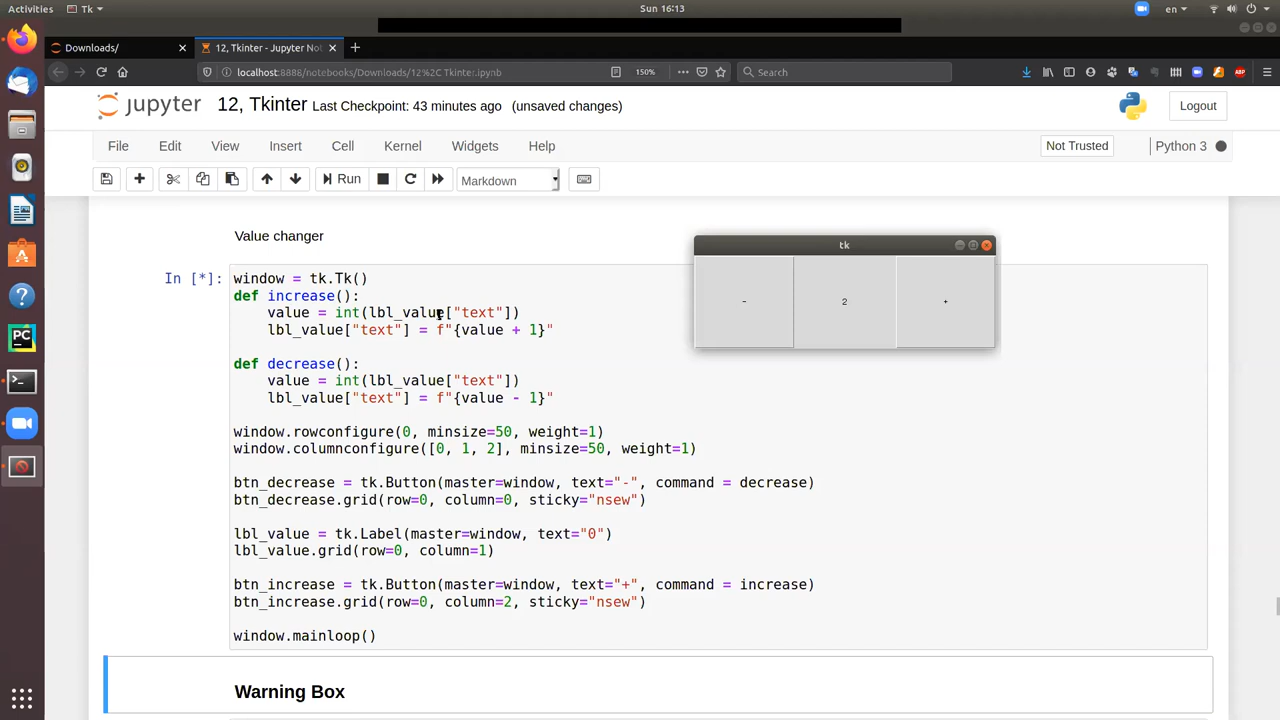 Activities Tk Sun 16:13 en
Downloads/ 12, Tkinter - Jupyter No
localhost:8888/notebooks/Downloads/12%2C Tkinter.ipynb 150% Search ABP
jupyter 12, Tkinter Last Checkpoint: 43 minutes ago (unsaved changes) Logout
File Edit View Insert Cell Kernel Widgets Help Not Trusted Python 3
Run Markdown
Value changer
In [*]: window = tk.Tk()
def increase():
value = int(lbl_value["text"])
lbl_value["text"] = f"{value + 1}"
def decrease():
value = int(lbl_value["text"])
lbl_value["text"] = f"{value - 1}"
window.rowconfigure(0, minsize=50, weight=1)
window.columnconfigure([0, 1, 2], minsize=50, weight=1)
btn_decrease = tk.Button(master=window, text="-", command = decrease)
btn_decrease.grid(row=0, column=0, sticky="nsew")
lbl_value = tk.Label(master=window, text="0")
lbl_value.grid(row=0, column=1)
btn_increase = tk.Button(master=window, text="+", command = increase)
btn_increase.grid(row=0, column=2, sticky="nsew")
window.mainloop()
tk
- 2 +
Warning Box
PC